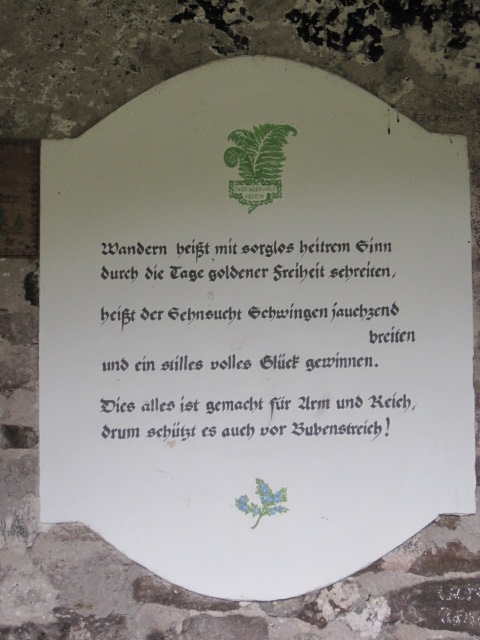 Wandern heißt mit sorglos heitrem Sinn
durch die Tage goldener Freiheit schreiten,
heißt der Sehnsucht Schwingen jauchzend
breiten
und ein stilles volles Glück gewinnen.
Dies alles ist gemacht für Arm und Reich,
drum schützt es auch vor Bubenstreich!